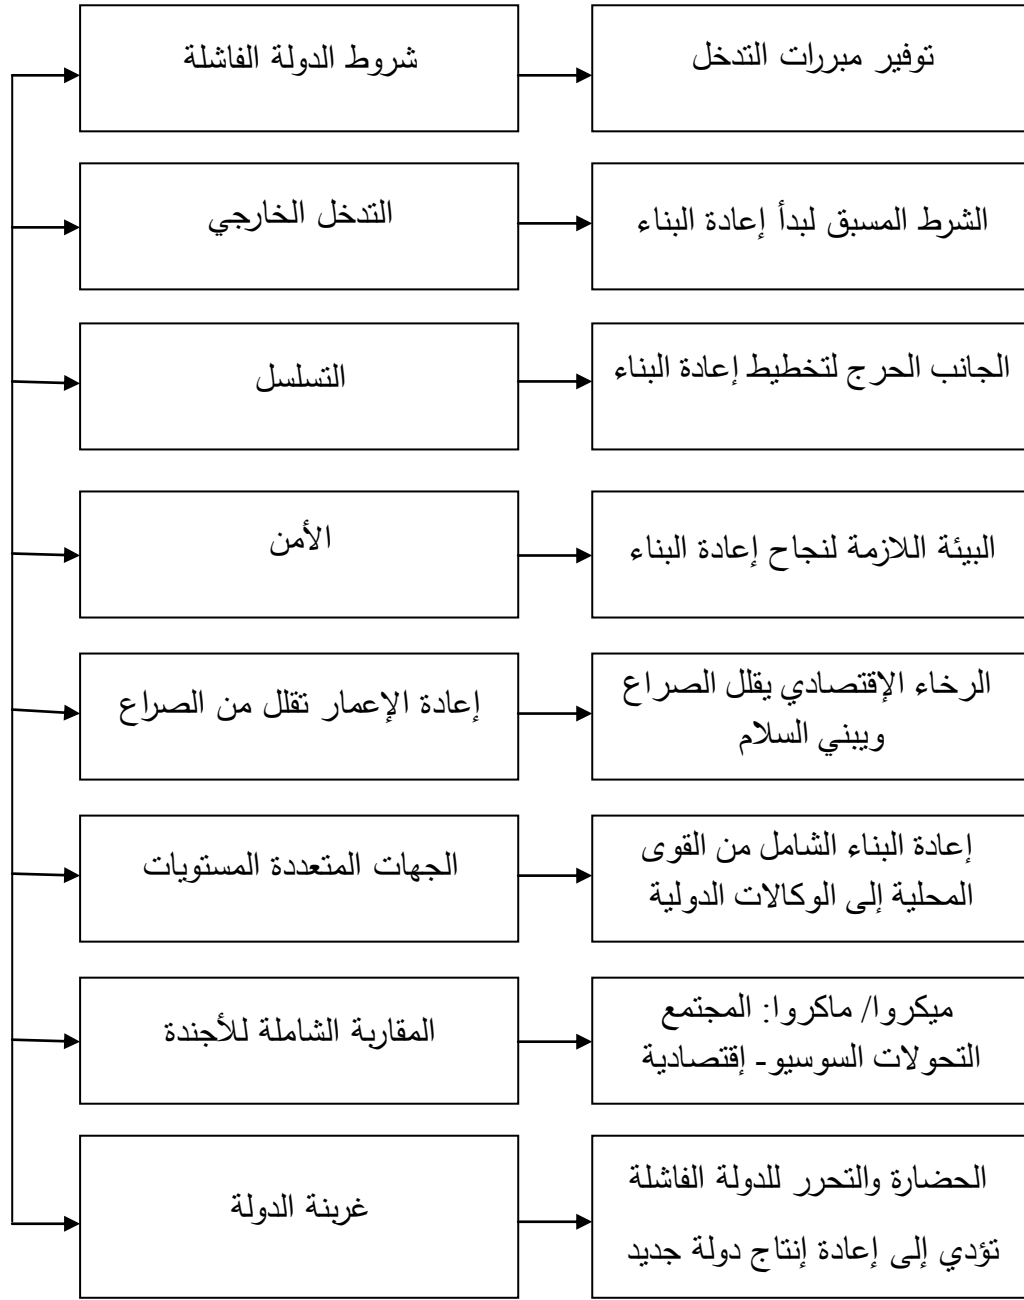 شروط الدولة الفاشلة
توفير مبررات التدخل
التدخل الخارجي
الشرط المسبق لبدأ إعادة البناء
التسلسل
الجانب الحرج لتخطيط إعادة البناء
الأمن
البيئة اللازمة لنجاح إعادة البناء
إعادة الإعمار تقلل من الصراع
الرخاء الإقتصادي يقلل الصراع
ويبني السلام
الجهات المتعددة المستويات
إعادة البناء الشامل من القوى
المحلية إلى الوكالات الدولية
المقاربة الشاملة للأجندة
ميكروا/ ماكروا: المجتمع
التحولات السوسيو- إقتصادية
غربنة الدولة
الحضارة والتحرر للدولة الفاشلة
تؤدي إلى إعادة إنتاج دولة جديد